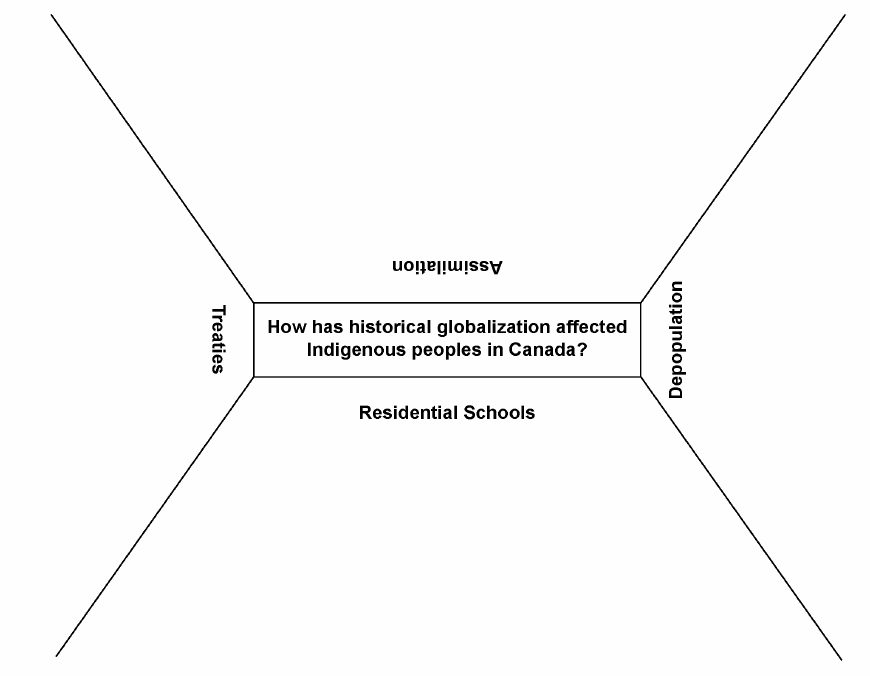 Assimilation
Treaties
How has historical globalization affected
Indigenous peoples in Canada?
Depopulation
Residential Schools